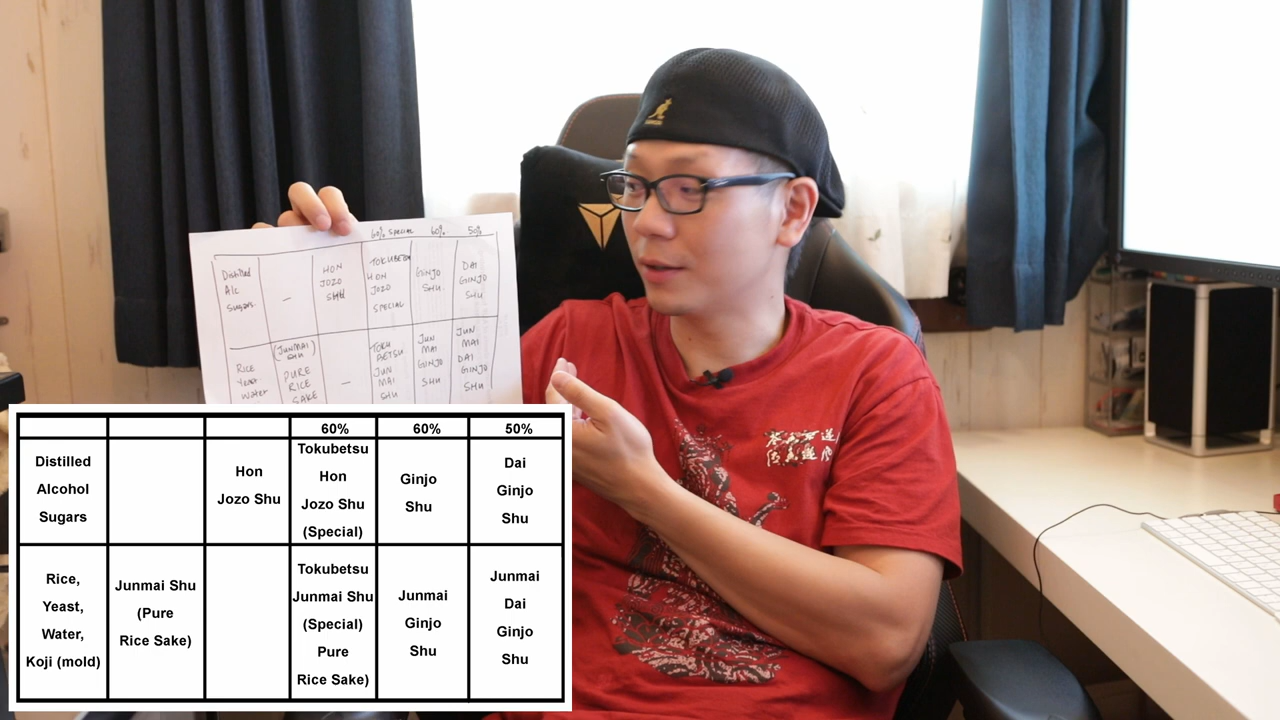 60% Special 60% 50%
Distilled
Alc
Sugars.
HON
JOZO
TOKUBETSU
HON
JOZO
SPECIAL
GINJO
SHU.
DAI
GINJO
SHU
RICE
Yeast
Water
(JUNMAI
SHU)
PURE
RICE
SAKE
TOKU
BETSU
JUN
MAI
SHU
JUN
MAI
GINJO
SHU
JUN
MAI
DAI
GINJO
SHU
60% 60% 50%
Distilled
Alcohol
Sugars
Hon
Jozo Shu
Tokubetsu
Hon
Jozo Shu
(Special)
Ginjo
Shu
Dai
Ginjo
Shu
Rice,
Yeast,
Water,
Koji (mold)
Junmai Shu
(Pure
Rice Sake)
Tokubetsu
Junmai Shu
(Special)
Pure
Rice Sake)
Junmai
Ginjo
Shu
Junmai
Dai
Ginjo
Shu